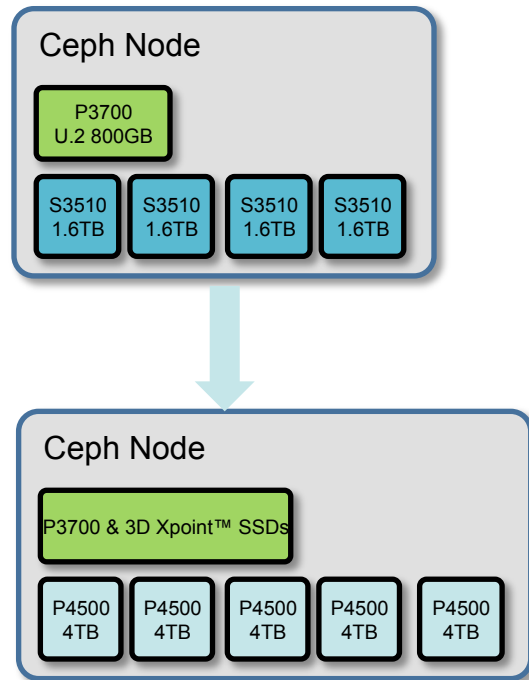 Ceph Node
P3700
U.2 800GB
S3510
1.6TB
S3510
1.6TB
S3510
1.6TB
S3510
1.6TB
Ceph Node
P3700 & 3D Xpoint™ SSDs
P4500
4TB
P4500
4TB
P4500
4TB
P4500
4TB
P4500
4TB